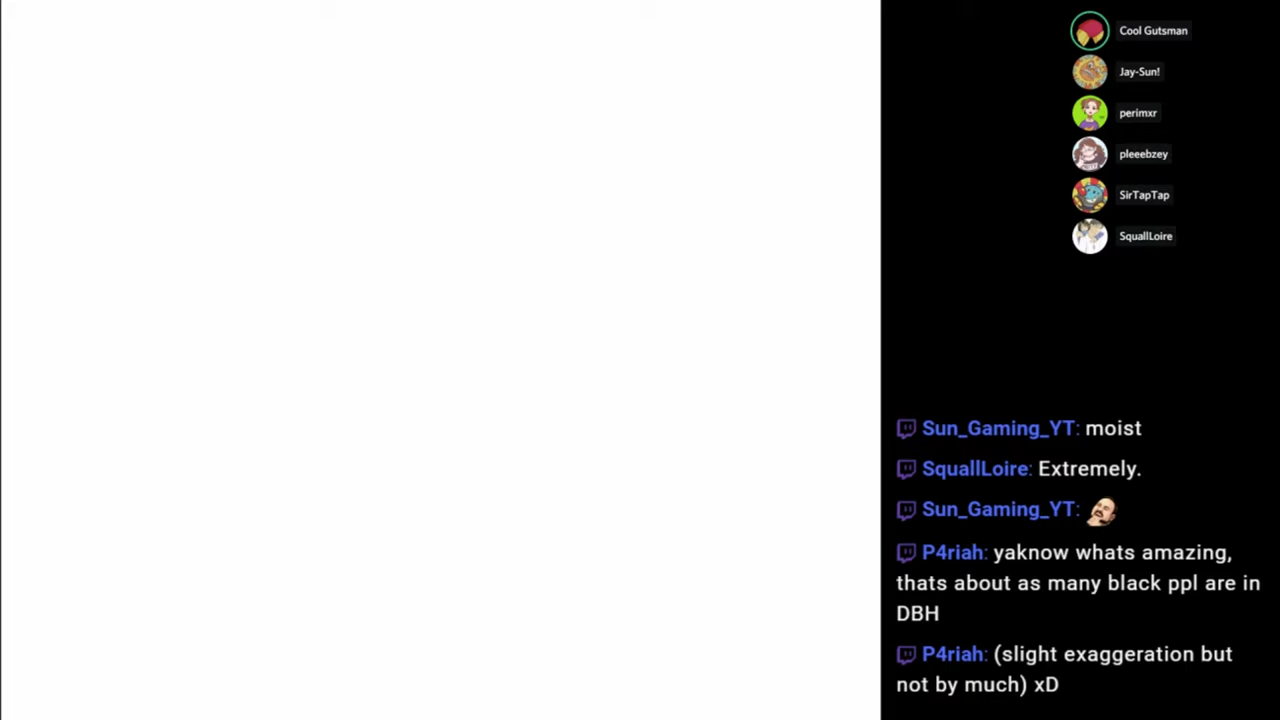 Cool Gutsman
Jay-Sun!
perimxr
pleeebzey
SirTapTap
SquallLoire
Sun_Gaming_YT: moist
SquallLoire: Extremely.
Sun_Gaming_YT:
P4riah: yaknow whats amazing,
thats about as many black ppl are in
DBH
P4riah: (slight exaggeration but
not by much) xD